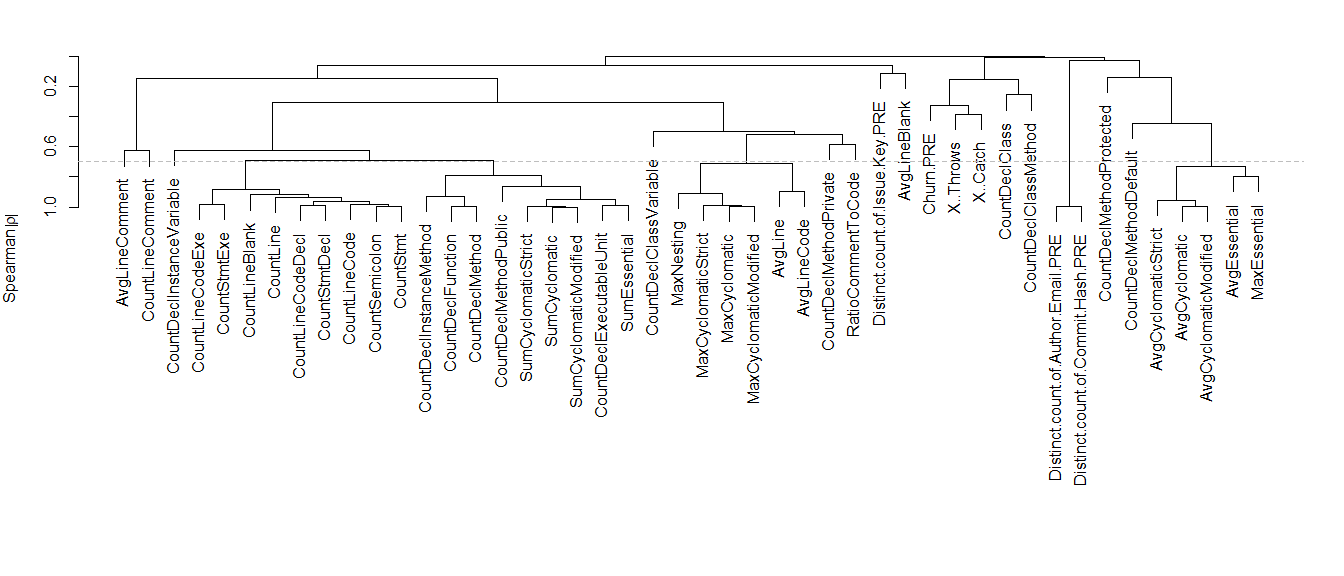 Spearman|ρ|
0.2
0.6
1.0
AvgLineComment
CountLineComment
CountDeclInstanceVariable
CountLineCodeExe
CountStmtExe
CountLineBlank
CountLine
CountLineCodeDecl
CountStmtDecl
CountLineCode
CountSemicolon
CountStmt
CountDeclInstanceMethod
CountDeclFunction
CountDeclMethod
CountDeclMethodPublic
SumCyclomaticStrict
SumCyclomatic
SumCyclomaticModified
CountDeclExecutableUnit
SumEssential
CountDeclClassVariable
MaxNesting
MaxCyclomaticStrict
MaxCyclomatic
MaxCyclomaticModified
AvgLine
AvgLineCode
CountDeclMethodPrivate
RatioCommentToCode
Distinct.count.of.Issue.Key.PRE
AvgLineBlank
Churn.PRE
X..Throws
X..Catch
CountDeclClass
CountDeclClassMethod
Distinct.count.of.Author.Email.PRE
Distinct.count.of.Commit.Hash.PRE
CountDeclMethodProtected
CountDeclMethodDefault
AvgCyclomaticStrict
AvgCyclomatic
AvgCyclomaticModified
AvgEssential
MaxEssential